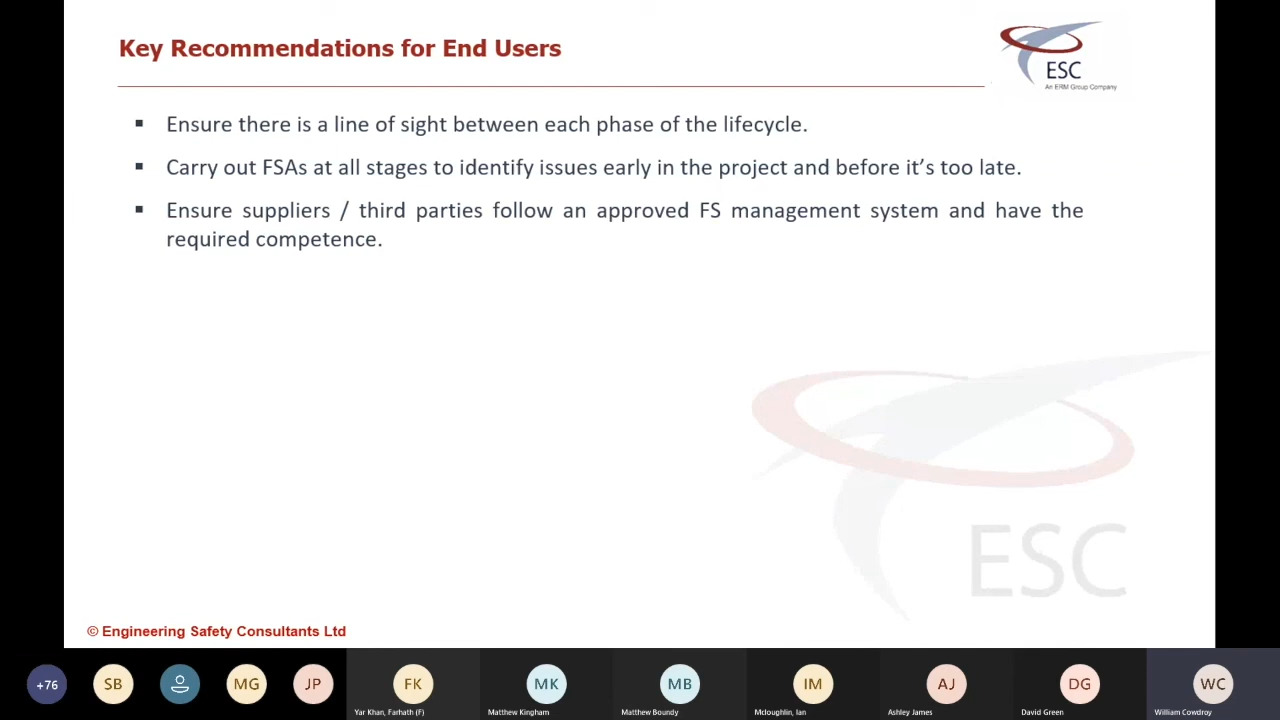 Key Recommendations for End Users
ESC
An ERM Group Company
▪ Ensure there is a line of sight between each phase of the lifecycle.
▪ Carry out FSAs at all stages to identify issues early in the project and before it’s too late.
▪ Ensure suppliers / third parties follow an approved FS management system and have the
required competence.
ESC
© Engineering Safety Consultants Ltd
+76
SB
MG
JP
FK
MK
MB
IM
AJ
DG
WC
Yar Khan, Farhath (F)
Matthew Kingham
Matthew Boundy
Mcloughlin, Ian
Ashley James
David Green
William Cowdroy